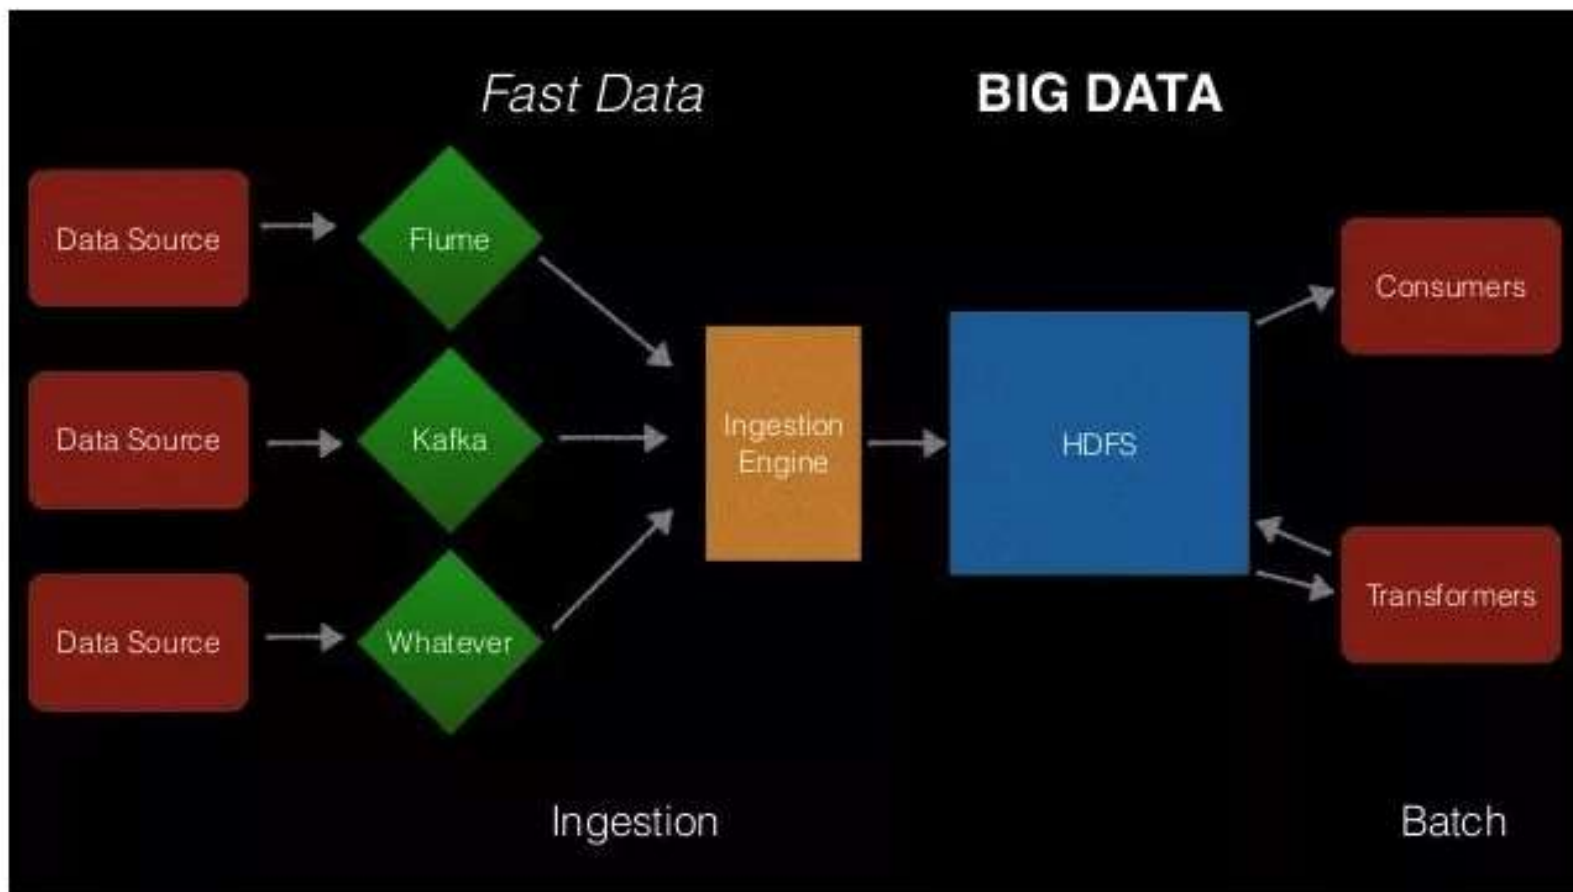 Fast Data
BIG DATA
Data Source
Flume
Consumers
Data Source
Kafka
Ingestion
Engine
HDFS
Data Source
Whatever
Transformers
Ingestion
Batch